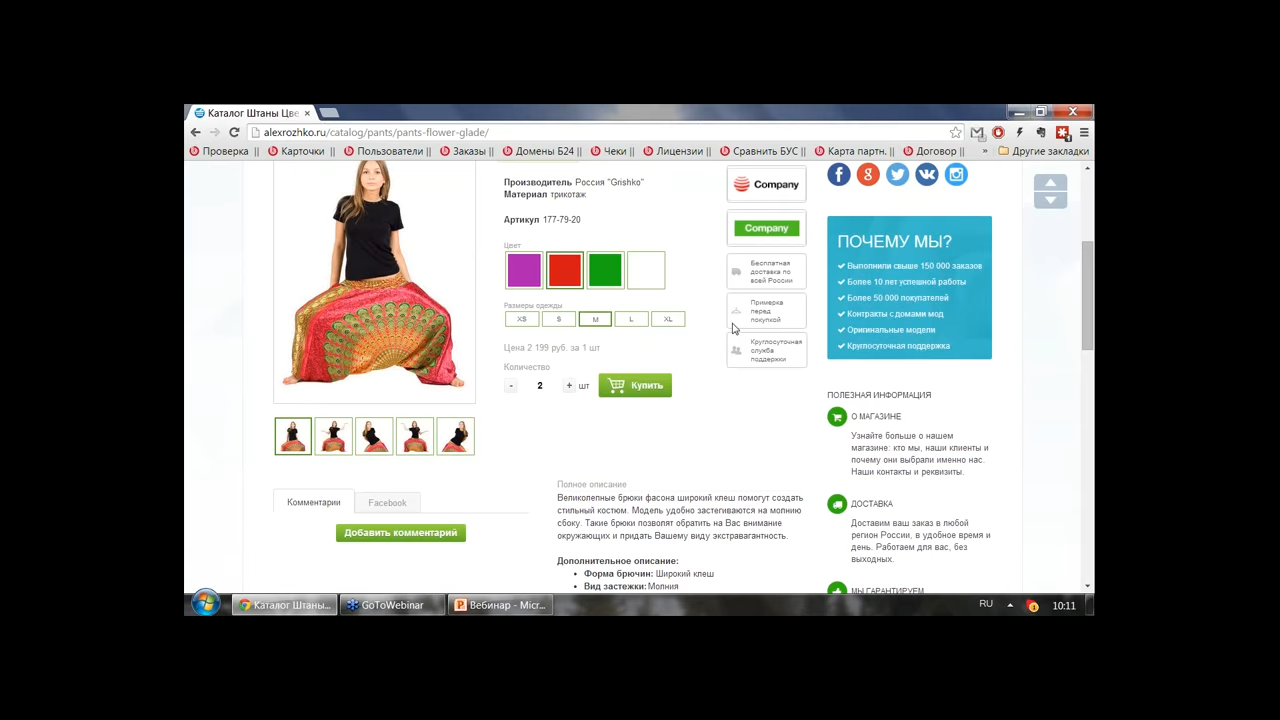 Каталог Штаны Цве
alexrozhko.ru/catalog/pants/pants-flower-glade/
Проверка || Карточки || Пользователи || Заказы || Домены Б24 || Чеки || Лицензии || Сравнить БУС || Карта партн. || Договор || » Другие закладки
Производитель Россия "Grishko"
Материал трикотаж
Артикул 177-79-20
Цвет
Размеры одежды
XS S M L XL
Цена 2 199 руб. за 1 шт
Количество
- 2 + шт Купить
Company
Company
Бесплатная
доставка по
всей России
Примерка
перед
покупкой
Круглосуточная
служба
поддержки
ПОЧЕМУ МЫ?
Выполнили свыше 150 000 заказов
Более 10 лет успешной работы
Более 50 000 покупателей
Контракты с домами мод
Оригинальные модели
Круглосуточная поддержка
ПОЛЕЗНАЯ ИНФОРМАЦИЯ
О МАГАЗИНЕ
Узнайте больше о нашем
магазине: кто мы, наши клиенты и
почему они выбрали именно нас.
Наши контакты и реквизиты.
ДОСТАВКА
Доставим ваш заказ в любой
регион России, в удобное время и
день. Работаем для вас, без
выходных.
МЫ ГАРАНТИРУЕМ
Комментарии Facebook
Добавить комментарий
Полное описание
Великолепные брюки фасона широкий клеш помогут создать
стильный костюм. Модель удобно застегиваются на молнию
сбоку. Такие брюки позволят обратить на Вас внимание
окружающих и придать Вашему виду экстравагантность.
Дополнительное описание:
• Форма брючин: Широкий клеш
• Вид застежки: Молния
Каталог Штаны... GoToWebinar Вебинар - Micr... RU 10:11